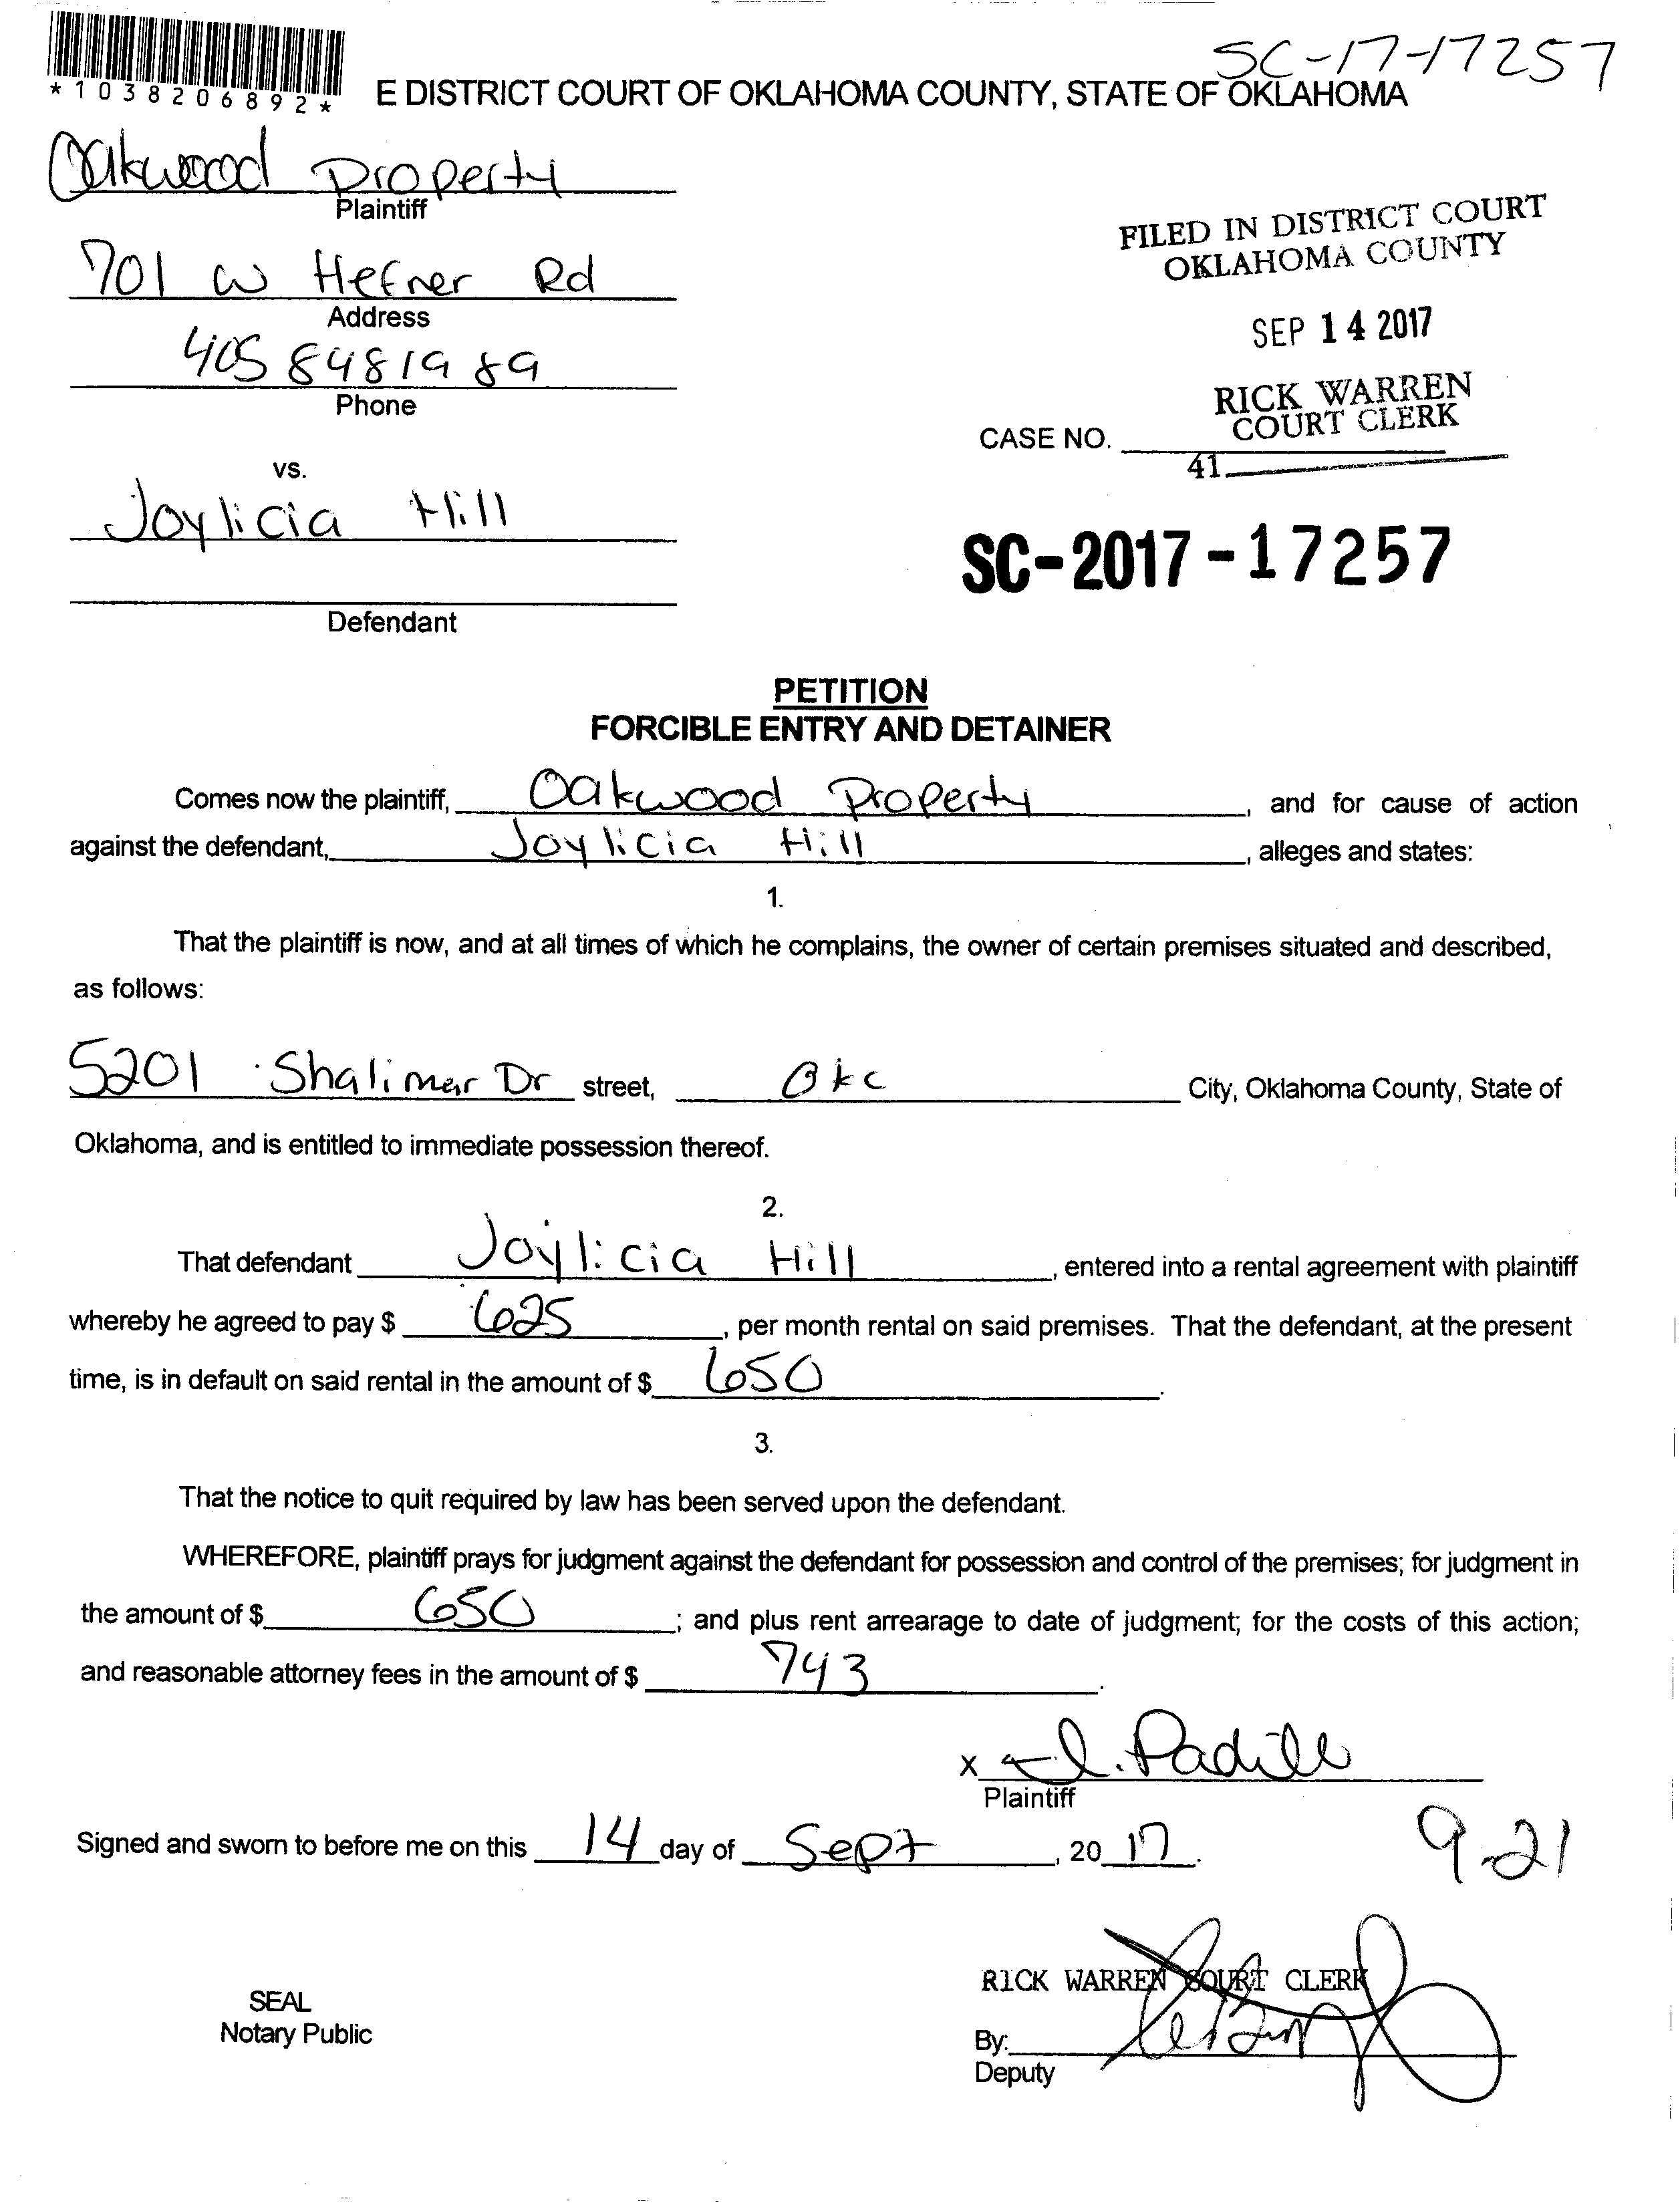 SC-17-17257
*1038206892*
E DISTRICT COURT OF OKLAHOMA COUNTY, STATE OF OKLAHOMA
Oakwood Property
Plaintiff
701 W Hefner Rd
Address
405 8481989
Phone
vs.
Joylicia Hill
Defendant
FILED IN DISTRICT COURT
OKLAHOMA COUNTY
SEP 14 2017
RICK WARREN
COURT CLERK
CASE NO.
41
SC-2017-17257
PETITION
FORCIBLE ENTRY AND DETAINER
Comes now the plaintiff, Oakwood Property, and for cause of action
against the defendant, Joylicia Hill, alleges and states:
1.
That the plaintiff is now, and at all times of which he complains, the owner of certain premises situated and described,
as follows:
5201 Shalimar Dr street, Okc City, Oklahoma County, State of
Oklahoma, and is entitled to immediate possession thereof.
2.
That defendant Joylicia Hill, entered into a rental agreement with plaintiff
whereby he agreed to pay $ 625, per month rental on said premises. That the defendant, at the present
time, is in default on said rental in the amount of $ 650.
3.
That the notice to quit required by law has been served upon the defendant.
WHEREFORE, plaintiff prays for judgment against the defendant for possession and control of the premises; for judgment in
the amount of $ 650; and plus rent arrearage to date of judgment; for the costs of this action;
and reasonable attorney fees in the amount of $ 743.
X I. Padilla
Plaintiff
Signed and sworn to before me on this 14 day of Sept, 20 17.
9-21
RICK WARREN COURT CLERK
SEAL
Notary Public
By:
Deputy